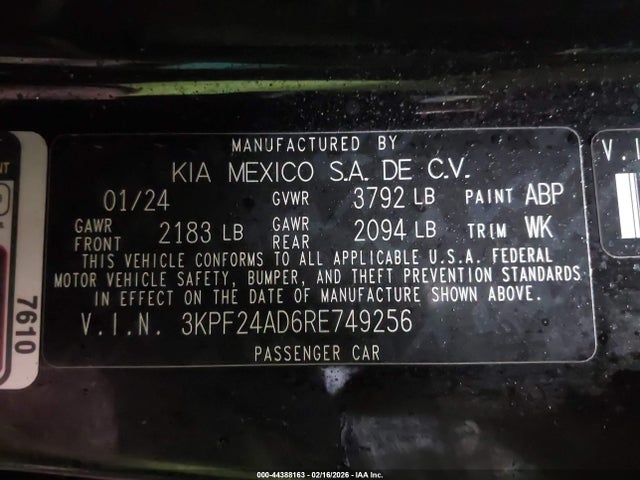 MANUFACTURED BY
KIA MEXICO S.A. DE C.V.
01/24 GVWR 3792 LB PAINT ABP
GAWR FRONT 2183 LB GAWR REAR 2094 LB TRIM WK
THIS VEHICLE CONFORMS TO ALL APPLICABLE U.S.A. FEDERAL
MOTOR VEHICLE SAFETY, BUMPER, AND THEFT PREVENTION STANDARDS
IN EFFECT ON THE DATE OF MANUFACTURE SHOWN ABOVE.
V.I.N. 3KPF24AD6RE749256
PASSENGER CAR
7610
V.I
000-44388163 - 02/16/2026 - IAA Inc.